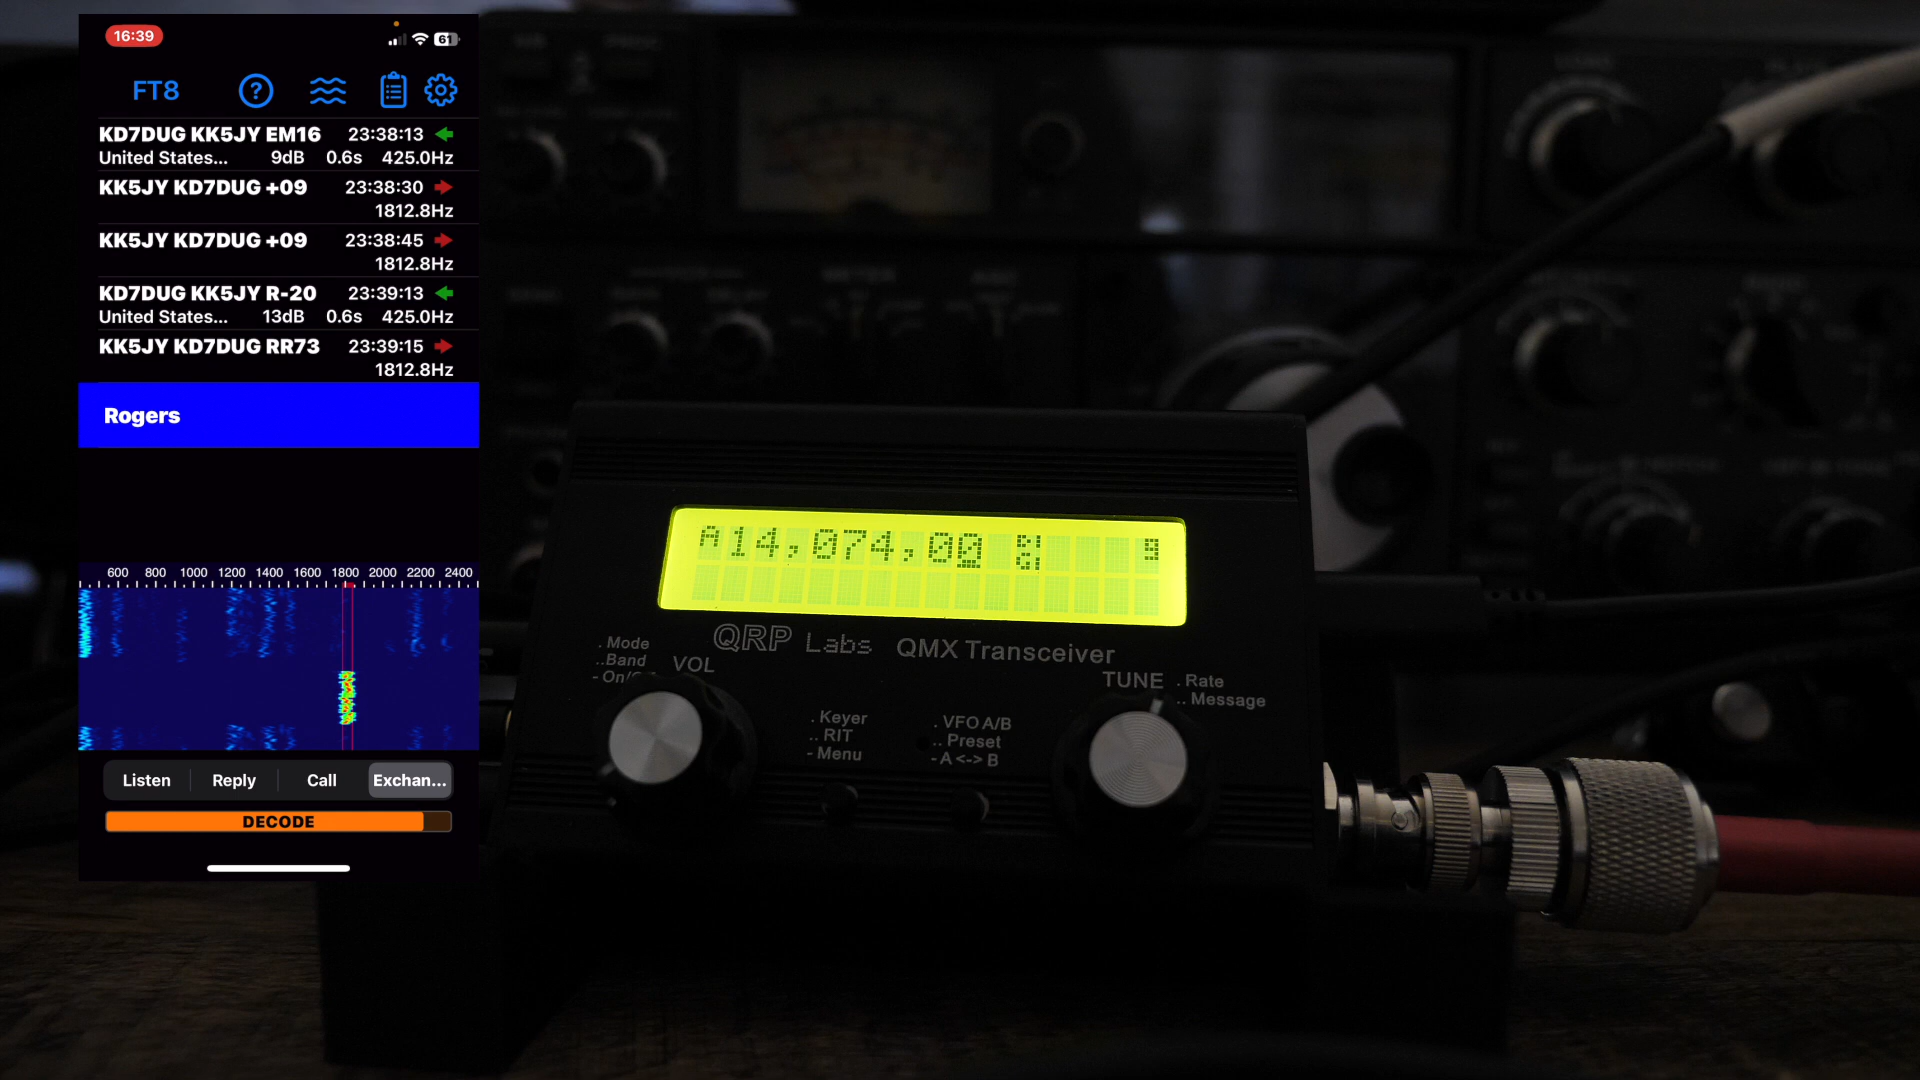 16:39
61
FT8
?
KD7DUG KK5JY EM16 23:38:13
United States... 9dB 0.6s 425.0Hz
KK5JY KD7DUG +09 23:38:30
1812.8Hz
KK5JY KD7DUG +09 23:38:45
1812.8Hz
KD7DUG KK5JY R-20 23:39:13
United States... 13dB 0.6s 425.0Hz
KK5JY KD7DUG RR73 23:39:15
1812.8Hz
Rogers
600 800 1000 1200 1400 1600 1800 2000 2200 2400
Listen Reply Call Exchan...
DECODE
A14,074,00
QRP Labs QMX Transceiver
. Mode
.. Band
VOL
. Keyer
.. RIT
- Menu
. VFO A/B
.. Preset
- A <-> B
TUNE
. Rate
.. Message